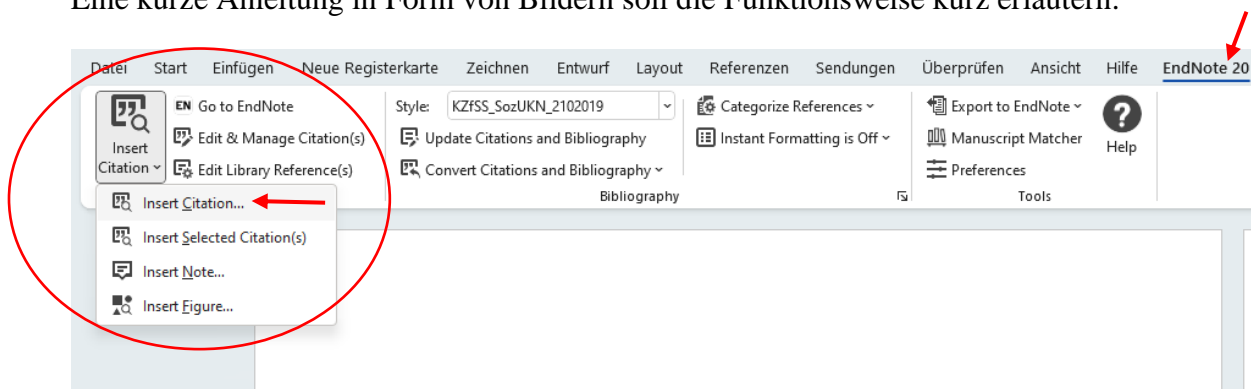 Eine kurze Anleitung in Form von Bildern soll die Funktionsweise kurz erläutern.
Datei Start Einfügen Neue Registerkarte Zeichnen Entwurf Layout Referenzen Sendungen Überprüfen Ansicht Hilfe EndNote 20
Insert
Citation
EN Go to EndNote
Edit & Manage Citation(s)
Edit Library Reference(s)
Style: KZfSS_SozUKN_2102019
Update Citations and Bibliography
Convert Citations and Bibliography
Categorize References
Instant Formatting is Off
Bibliography
Export to EndNote
Manuscript Matcher
Preferences
Help
Tools
Insert Citation...
Insert Selected Citation(s)
Insert Note...
Insert Figure...